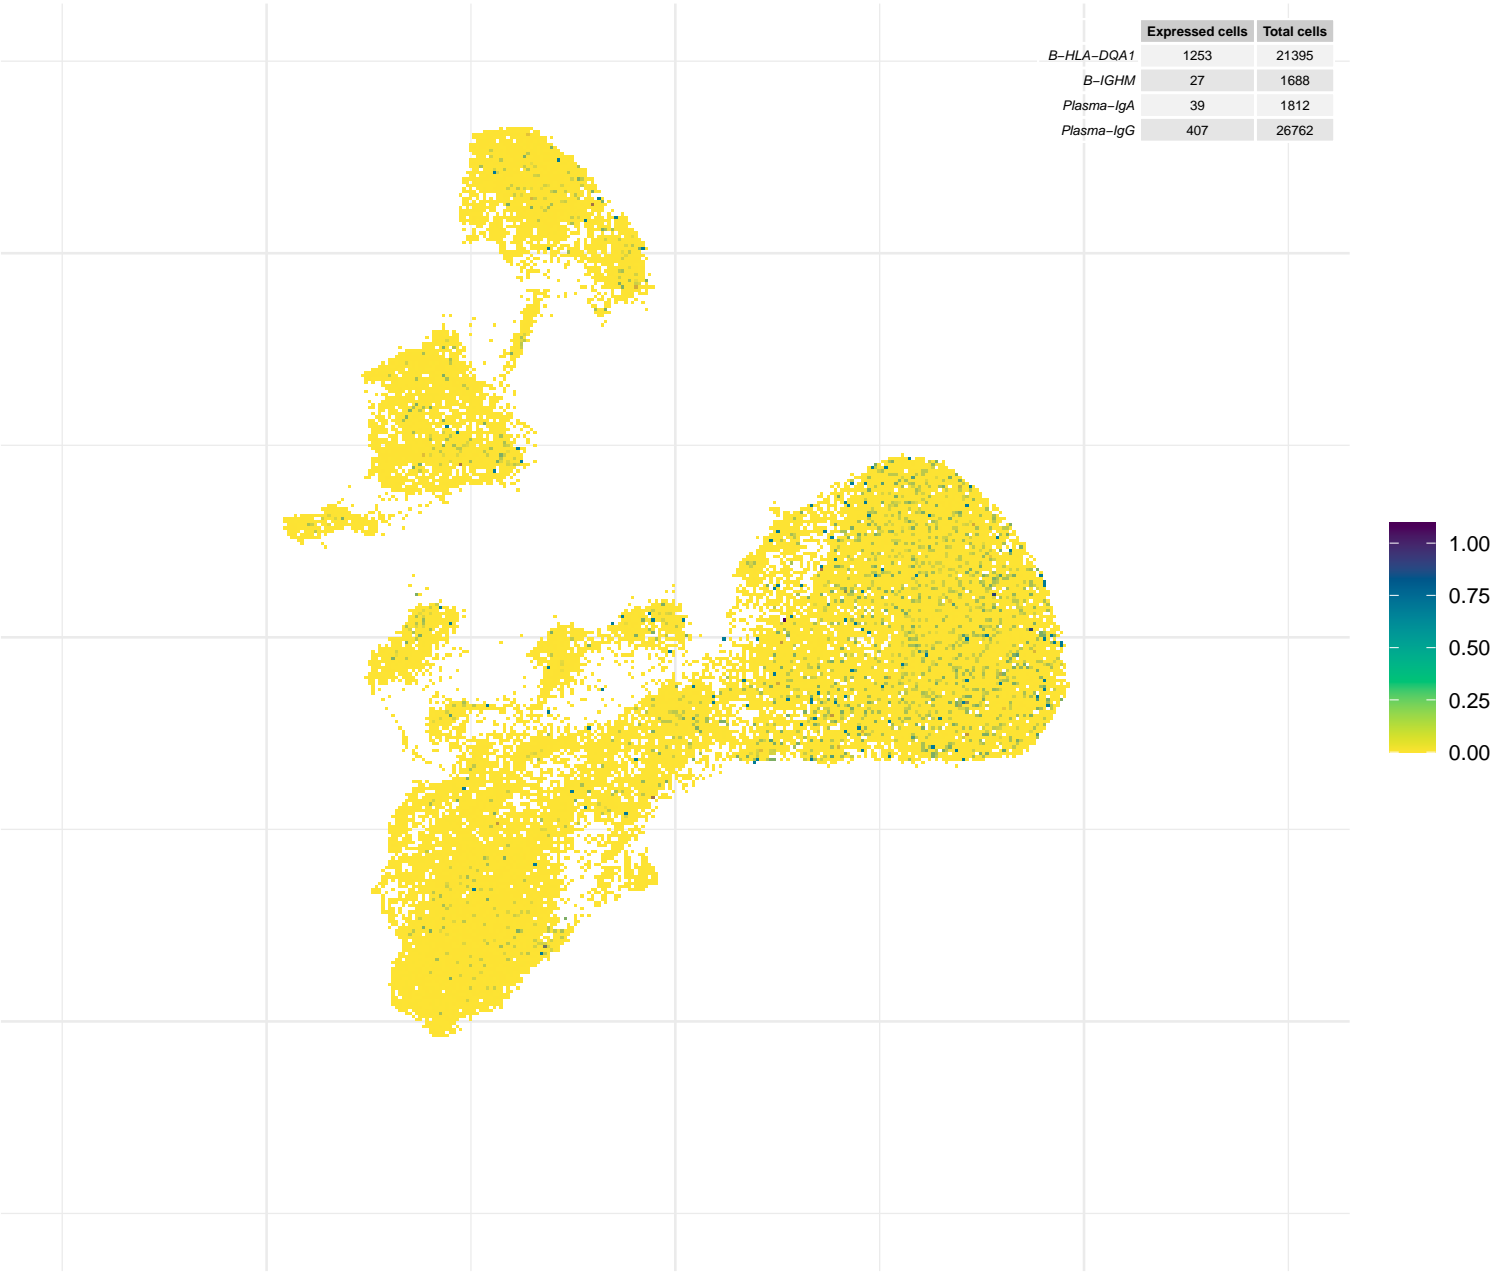 Expressed cells Total cells
B−HLA−DQA1 1253 21395
B−IGHM 27 1688
Plasma−IgA 39 1812
Plasma−IgG 407 26762
1.00
0.75
0.50
0.25
0.00